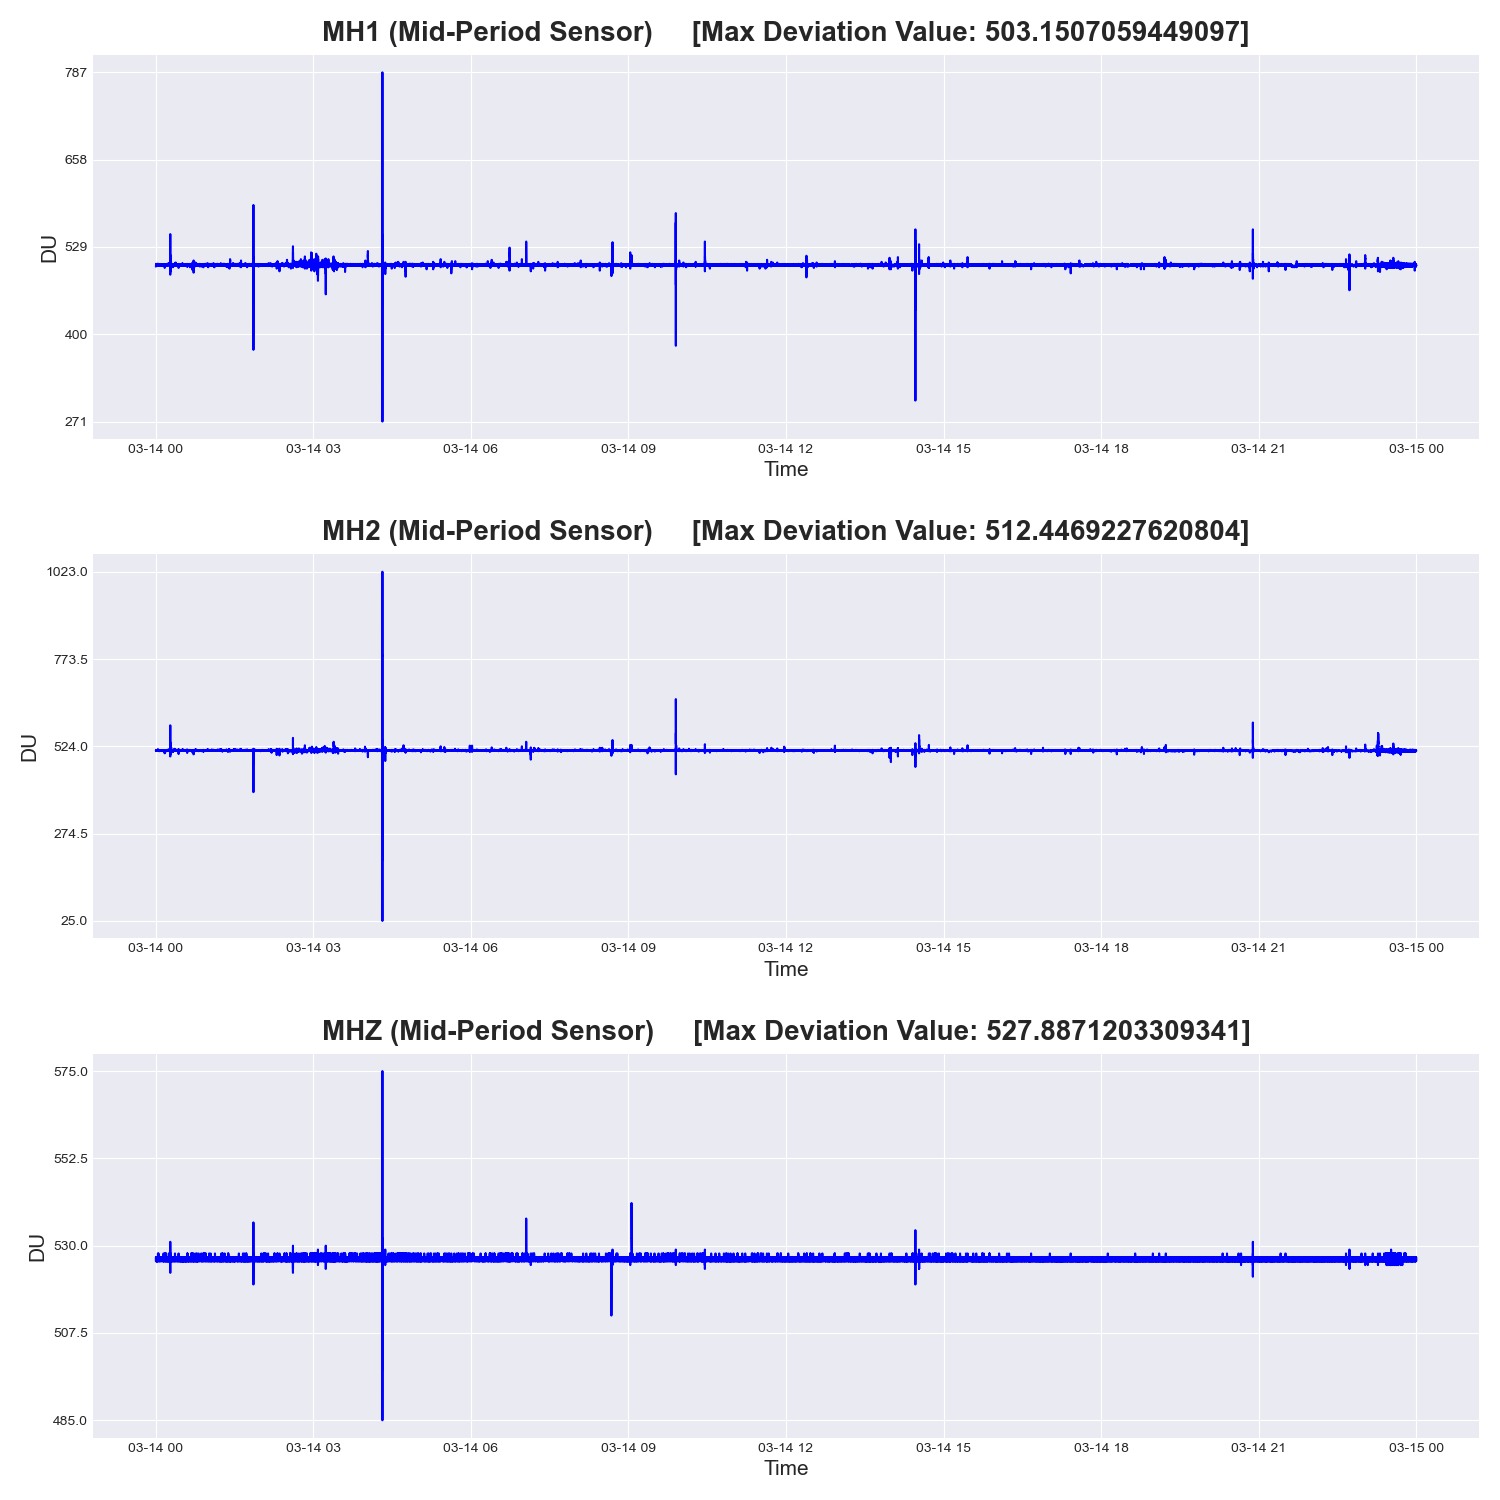 MH1 (Mid-Period Sensor) [Max Deviation Value: 503.1507059449097]
787
658
529
400
271
DU
03-14 00 03-14 03 03-14 06 03-14 09 03-14 12 03-14 15 03-14 18 03-14 21 03-15 00
Time
MH2 (Mid-Period Sensor) [Max Deviation Value: 512.4469227620804]
1023.0
773.5
524.0
274.5
25.0
DU
03-14 00 03-14 03 03-14 06 03-14 09 03-14 12 03-14 15 03-14 18 03-14 21 03-15 00
Time
MHZ (Mid-Period Sensor) [Max Deviation Value: 527.8871203309341]
575.0
552.5
530.0
507.5
485.0
DU
03-14 00 03-14 03 03-14 06 03-14 09 03-14 12 03-14 15 03-14 18 03-14 21 03-15 00
Time